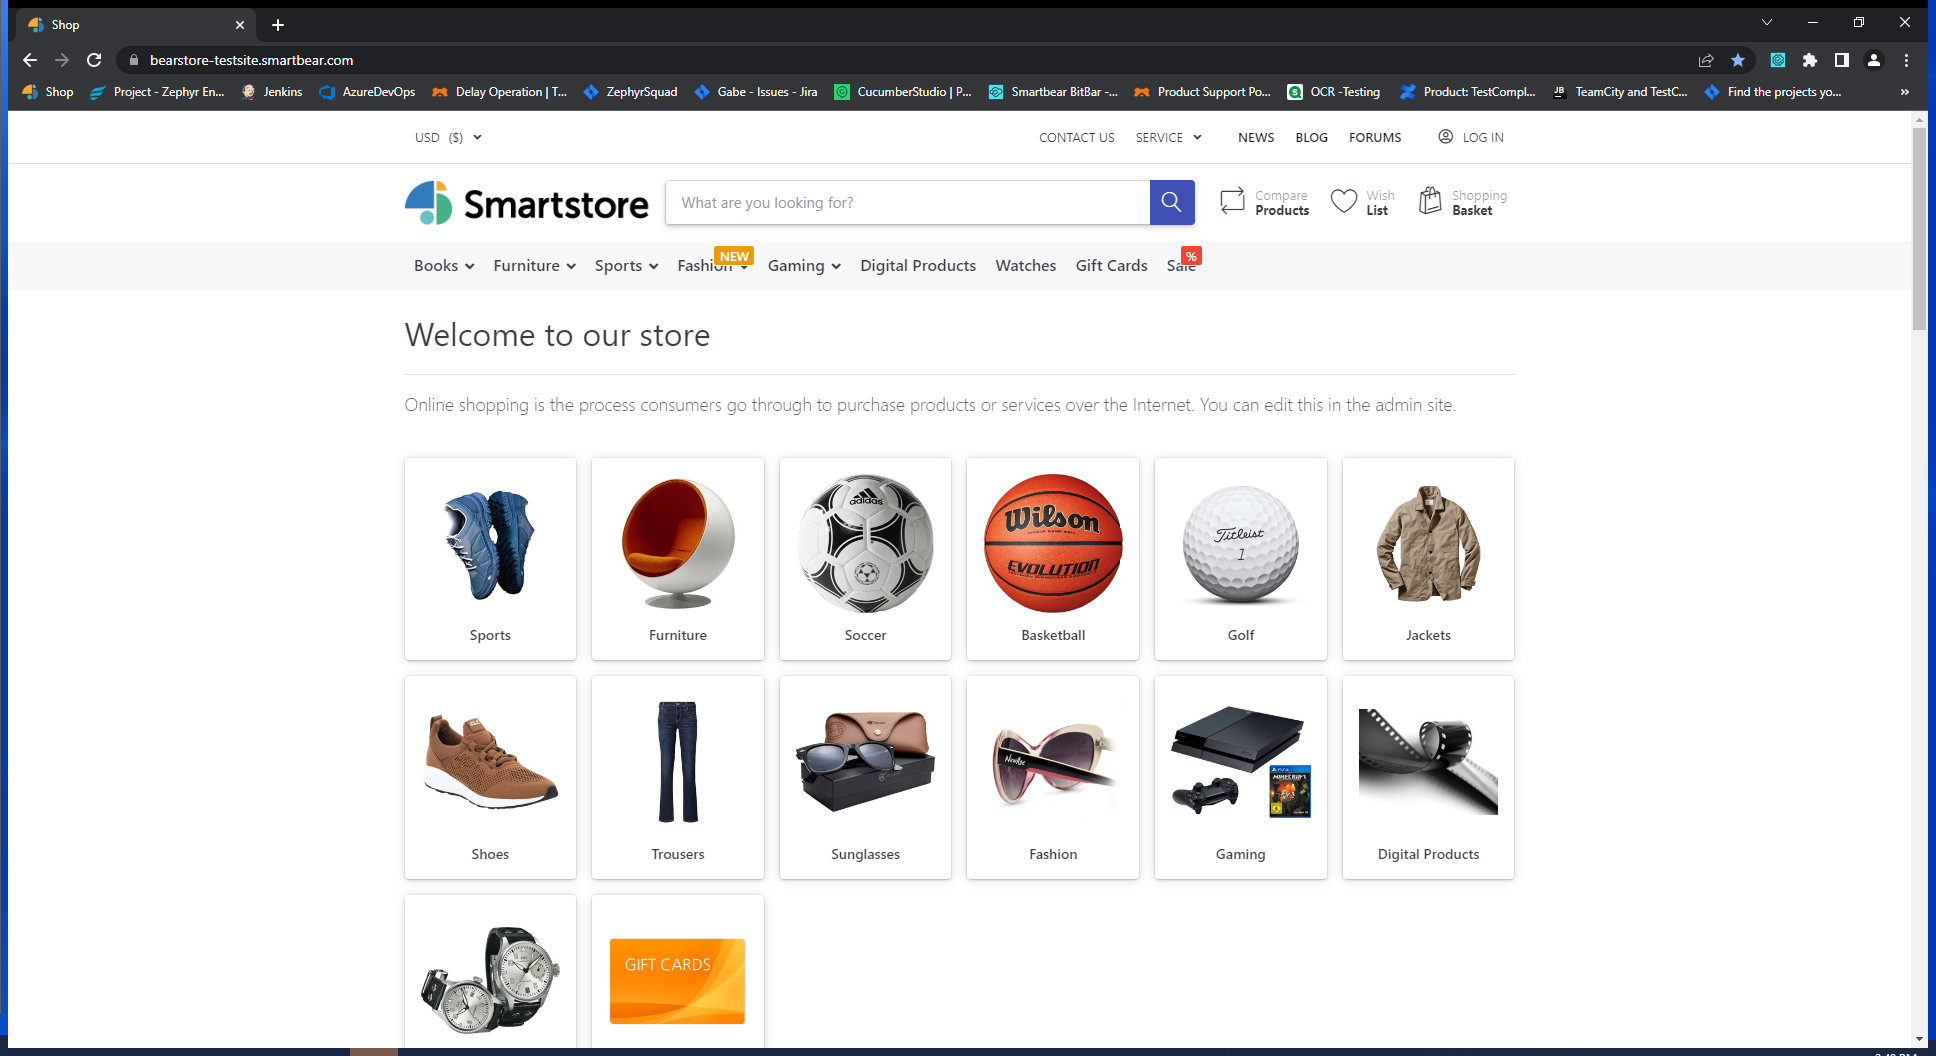 Shop
bearstore-testsite.smartbear.com
Shop Project - Zephyr En... Jenkins AzureDevOps Delay Operation | T... ZephyrSquad Gabe - Issues - Jira CucumberStudio | P... Smartbear BitBar -... Product Support Po... OCR -Testing Product: TestCompl... TeamCity and TestC... Find the projects yo... »
USD ($) CONTACT US SERVICE NEWS BLOG FORUMS LOG IN
Smartstore
What are you looking for?
Compare
Products
Wish
List
Shopping
Basket
NEW
%
Books Furniture Sports Fashion Gaming Digital Products Watches Gift Cards Sale
Welcome to our store
Online shopping is the process consumers go through to purchase products or services over the Internet. You can edit this in the admin site.
adidas
Wilson
EVOLUTION
Titleist
1
Sports Furniture Soccer Basketball Golf Jackets
MINECRAFT
Shoes Trousers Sunglasses Fashion Gaming Digital Products
GIFT CARDS